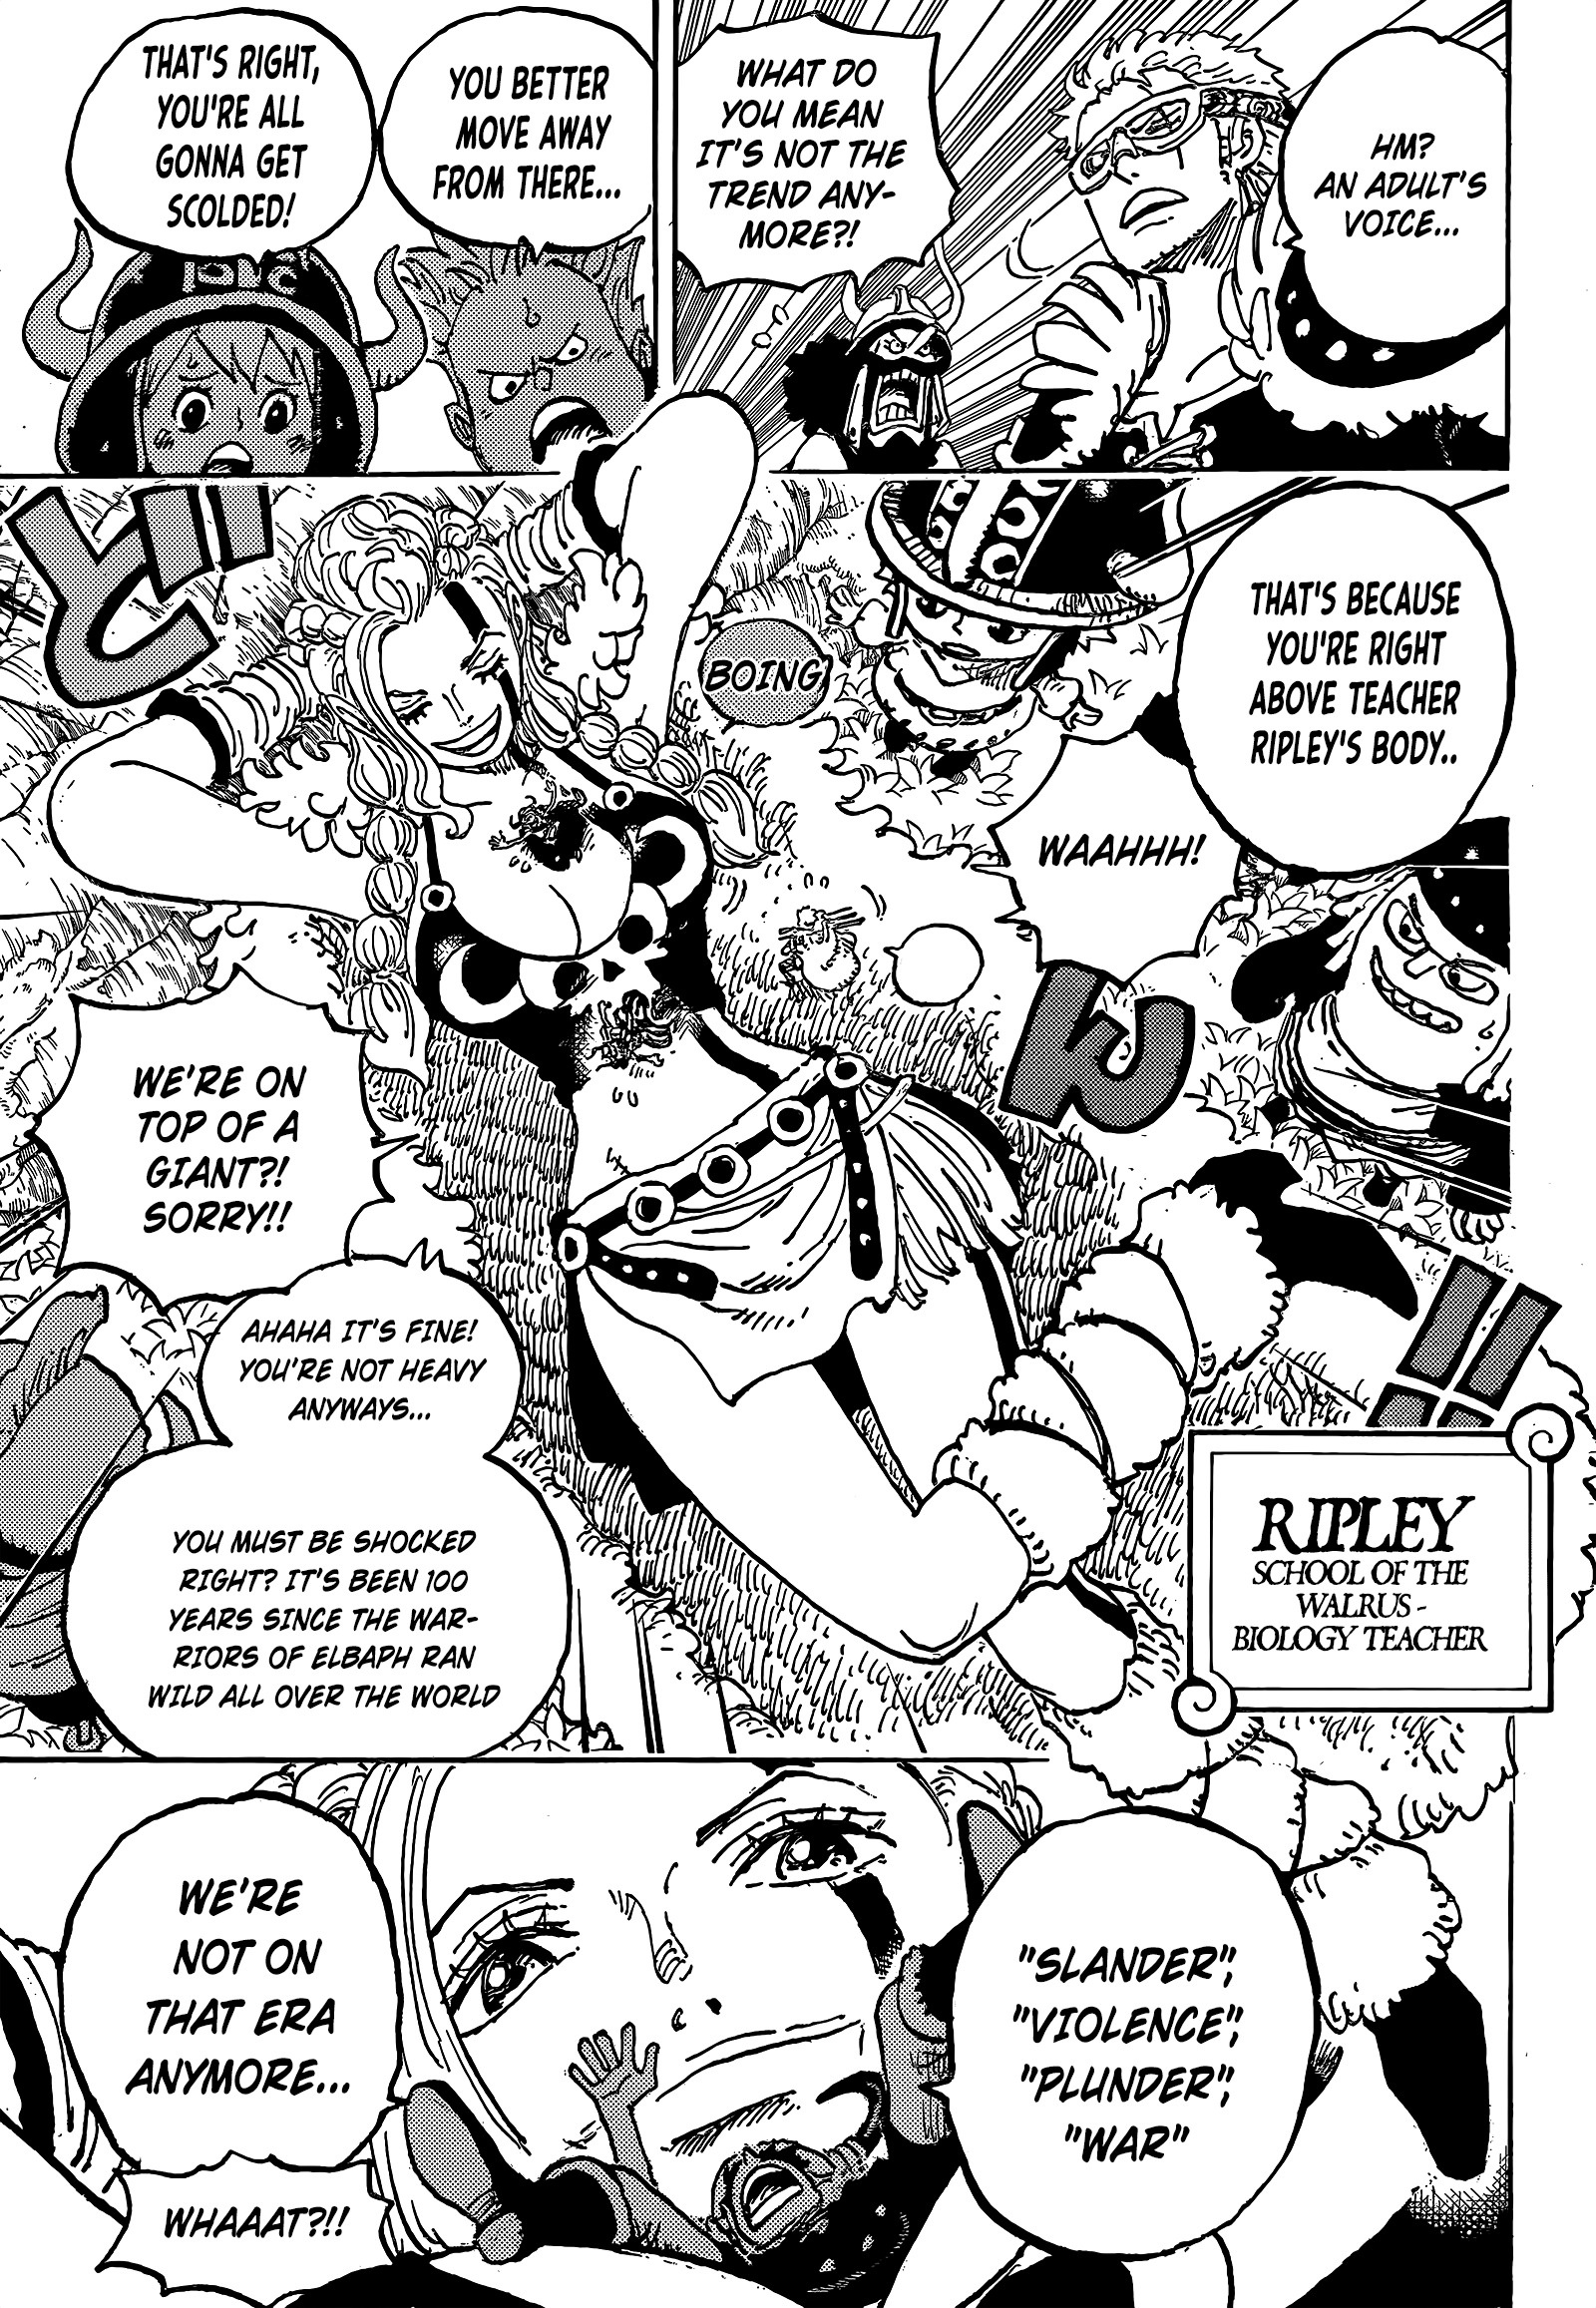 HM?
AN ADULT'S
VOICE...
WHAT DO
YOU MEAN
IT'S NOT THE
TREND ANY-
MORE?!
YOU BETTER
MOVE AWAY
FROM THERE...
THAT'S RIGHT,
YOU'RE ALL
GONNA GET
SCOLDED!
THAT'S BECAUSE
YOU'RE RIGHT
ABOVE TEACHER
RIPLEY'S BODY..
BOING
WAAHHH!
ど
ん
!!
WE'RE ON
TOP OF A
GIANT?!
SORRY!!
AHAHA IT'S FINE!
YOU'RE NOT HEAVY
ANYWAYS...
YOU MUST BE SHOCKED
RIGHT? IT'S BEEN 100
YEARS SINCE THE WAR-
RIORS OF ELBAPH RAN
WILD ALL OVER THE WORLD
RIPLEY
SCHOOL OF THE
WALRUS -
BIOLOGY TEACHER
"SLANDER",
"VIOLENCE",
"PLUNDER",
"WAR"
WE'RE
NOT ON
THAT ERA
ANYMORE...
WHAAAT?!!